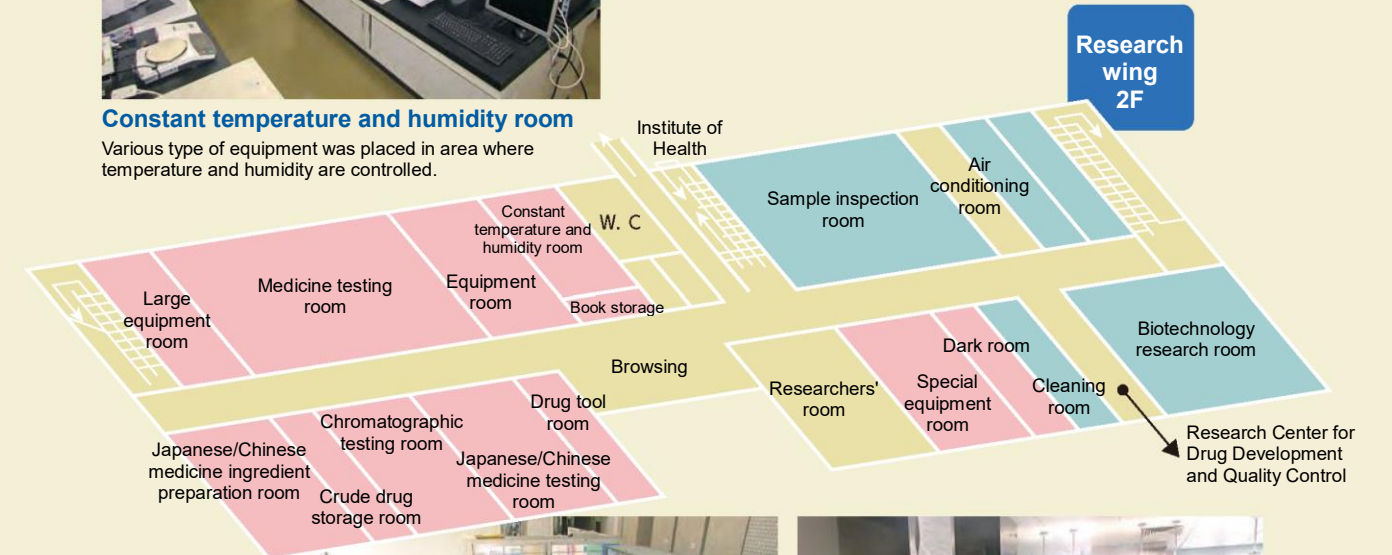 Research
wing
2F
Constant temperature and humidity room
Various type of equipment was placed in area where
temperature and humidity are controlled.
Institute of
Health
Sample inspection
room
Air
conditioning
room
Constant
temperature and
humidity room
W. C
Large
equipment
room
Medicine testing
room
Equipment
room
Book storage
Browsing
Researchers'
room
Special
equipment
room
Dark room
Cleaning
room
Biotechnology
research room
Research Center for
Drug Development
and Quality Control
Japanese/Chinese
medicine ingredient
preparation room
Chromatographic
testing room
Crude drug
storage room
Drug tool
room
Japanese/Chinese
medicine testing
room